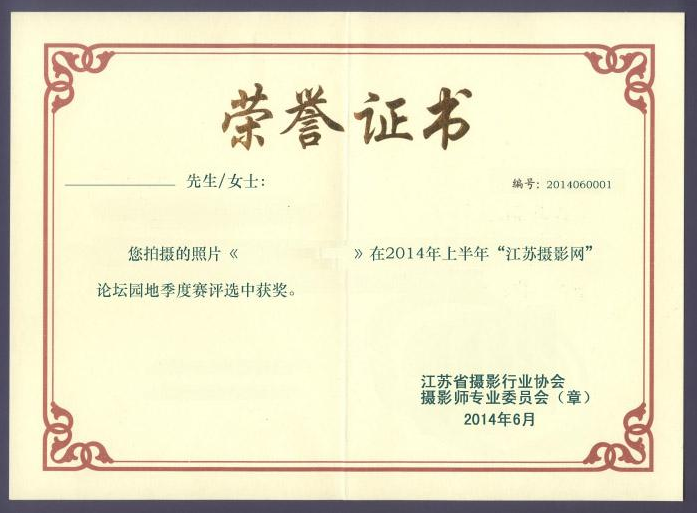 荣誉证书
先生/女士：
编号：2014060001
您拍摄的照片《 》在2014年上半年“江苏摄影网”
论坛园地季度赛评选中获奖。
江苏省摄影行业协会
摄影师专业委员会（章）
2014年6月